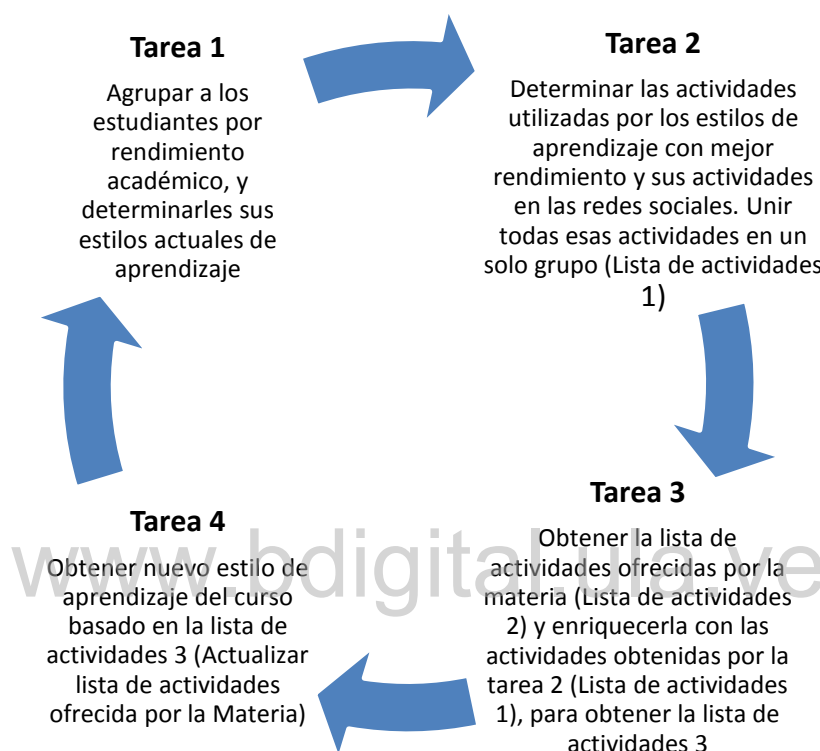 Tarea 1
Agrupar a los
estudiantes por
rendimiento
académico, y
determinarles sus
estilos actuales de
aprendizaje
Tarea 2
Determinar las actividades
utilizadas por los estilos de
aprendizaje con mejor
rendimiento y sus actividades
en las redes sociales. Unir
todas esas actividades en un
solo grupo (Lista de actividades
1)
Tarea 3
Obtener la lista de
actividades ofrecidas por la
materia (Lista de actividades
2) y enriquecerla con las
actividades obtenidas por la
tarea 2 (Lista de actividades
1), para obtener la lista de
actividades 3
Tarea 4
Obtener nuevo estilo de
aprendizaje del curso
basado en la lista de
actividades 3 (Actualizar
lista de actividades
ofrecida por la Materia)
www.bdigital.ula.ve